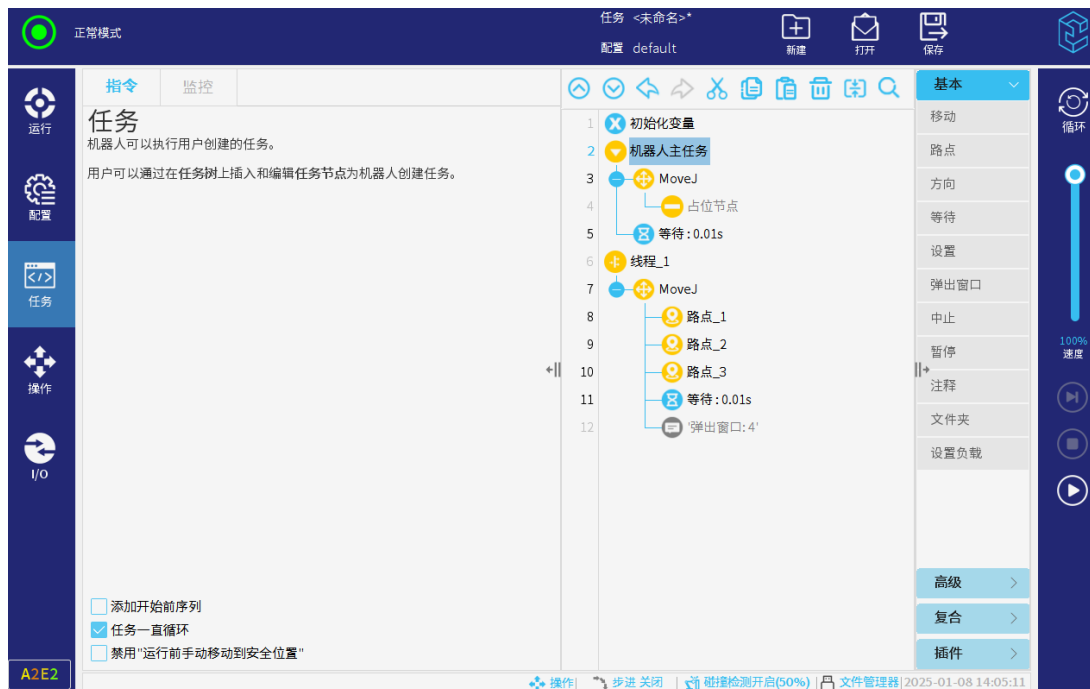 正常模式
任务 <未命名>*
配置 default
新建
打开
保存
运行
配置
任务
操作
I/O
A2E2
指令
监控
任务
机器人可以执行用户创建的任务。
用户可以通过在任务树上插入和编辑任务节点为机器人创建任务。
添加开始前序列
任务一直循环
禁用"运行前手动移动到安全位置"
1 初始化变量
2 机器人主任务
3 MoveJ
4 占位节点
5 等待:0.01s
6 线程_1
7 MoveJ
8 路点_1
9 路点_2
10 路点_3
11 等待:0.01s
12 '弹出窗口:4'
基本
移动
路点
方向
等待
设置
弹出窗口
中止
暂停
注释
文件夹
设置负载
高级
复合
插件
循环
100%
速度
操作| 步进 关闭 | 碰撞检测开启(50%) | 文件管理器| 2025-01-08 14:05:11